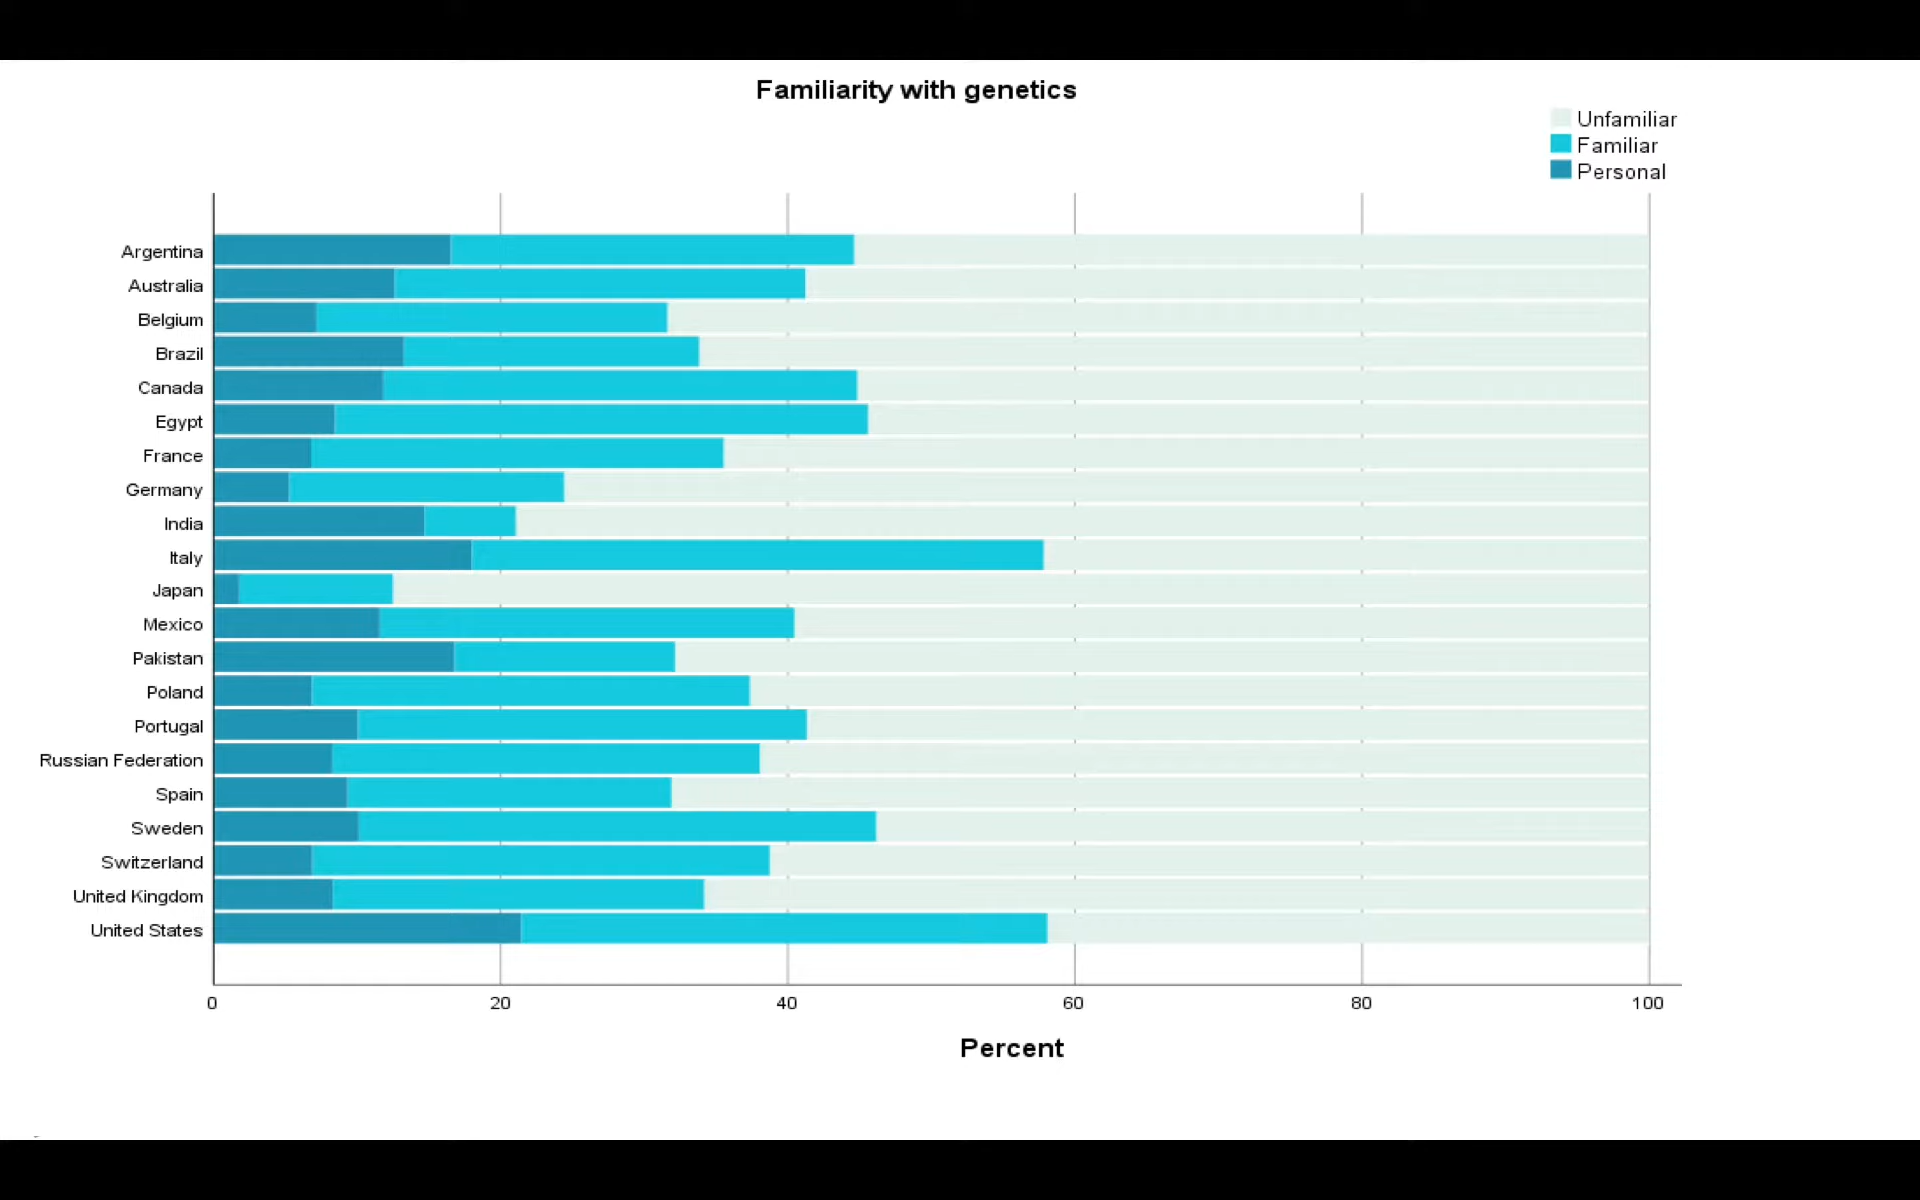 Familiarity with genetics
Unfamiliar
Familiar
Personal
Argentina
Australia
Belgium
Brazil
Canada
Egypt
France
Germany
India
Italy
Japan
Mexico
Pakistan
Poland
Portugal
Russian Federation
Spain
Sweden
Switzerland
United Kingdom
United States
0 20 40 60 80 100
Percent